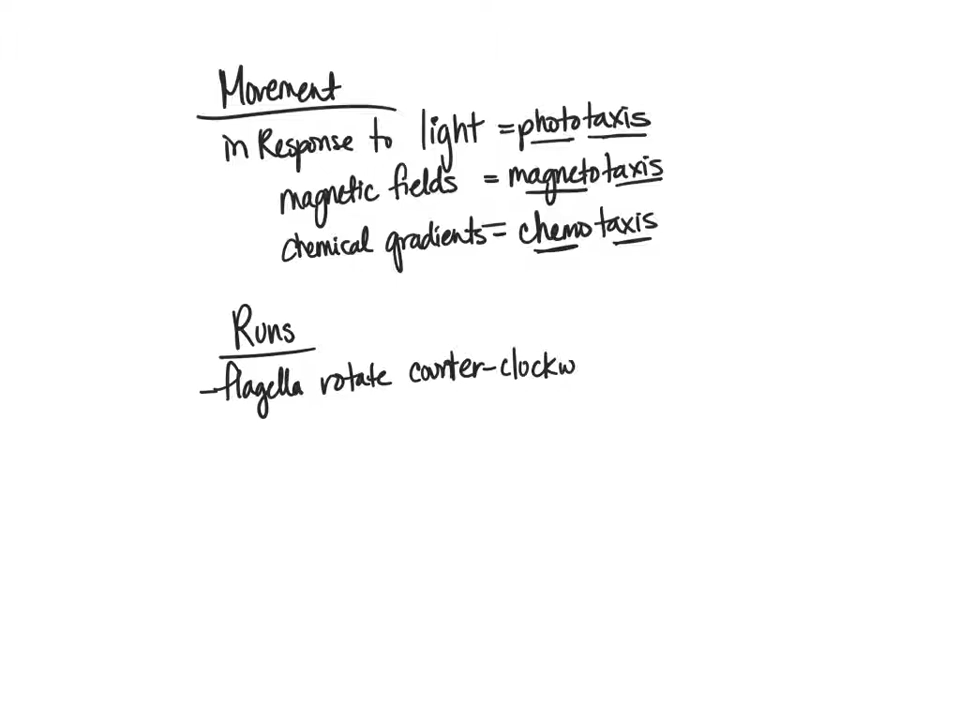 Movement
in Response to light = phototaxis
magnetic fields = magnetotaxis
chemical gradients = chemotaxis
Runs
- flagella rotate counter-clockw